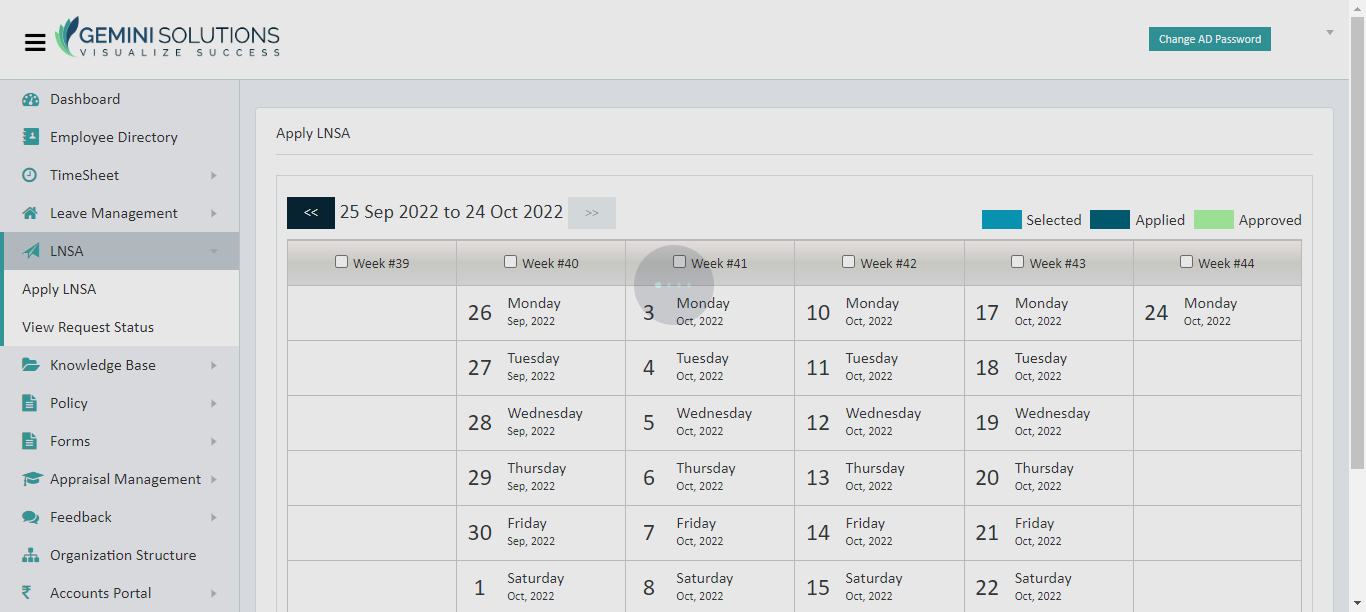 GEMINI SOLUTIONS
VISUALIZE SUCCESS
Change AD Password
Dashboard
Employee Directory
TimeSheet
Leave Management
LNSA
Apply LNSA
View Request Status
Knowledge Base
Policy
Forms
Appraisal Management
Feedback
Organization Structure
₹ Accounts Portal
Apply LNSA
<< 25 Sep 2022 to 24 Oct 2022 >>
Selected Applied Approved
Week #39 Week #40 Week #41 Week #42 Week #43 Week #44
26 Monday 3 Monday 10 Monday 17 Monday 24 Monday
Sep, 2022 Oct, 2022 Oct, 2022 Oct, 2022 Oct, 2022
27 Tuesday 4 Tuesday 11 Tuesday 18 Tuesday
Sep, 2022 Oct, 2022 Oct, 2022 Oct, 2022
28 Wednesday 5 Wednesday 12 Wednesday 19 Wednesday
Sep, 2022 Oct, 2022 Oct, 2022 Oct, 2022
29 Thursday 6 Thursday 13 Thursday 20 Thursday
Sep, 2022 Oct, 2022 Oct, 2022 Oct, 2022
30 Friday 7 Friday 14 Friday 21 Friday
Sep, 2022 Oct, 2022 Oct, 2022 Oct, 2022
1 Saturday 8 Saturday 15 Saturday 22 Saturday
Oct, 2022 Oct, 2022 Oct, 2022 Oct, 2022